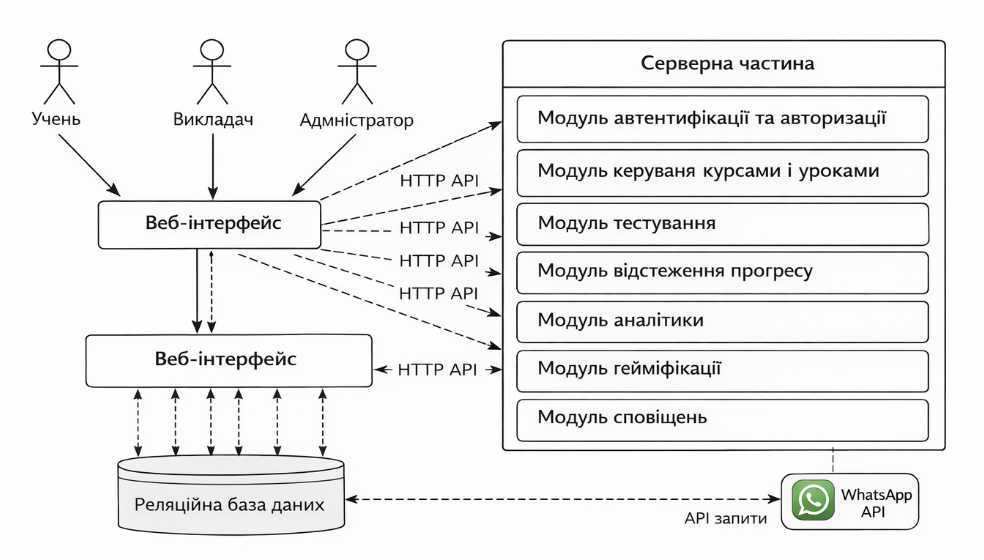 Учень
Викладач
Адмністратор
Серверна частина
Модуль автентифікації та авторизації
HTTP API
Модуль керуваня курсами і уроками
Веб-інтерфейс
HTTP API
Модуль тестування
HTTP API
Модуль відстеження прогресу
HTTP API
Модуль аналітики
Веб-інтерфейс
HTTP API
Модуль гейміфікації
Модуль сповіщень
Реляційна база даних
API запити
WhatsApp
API